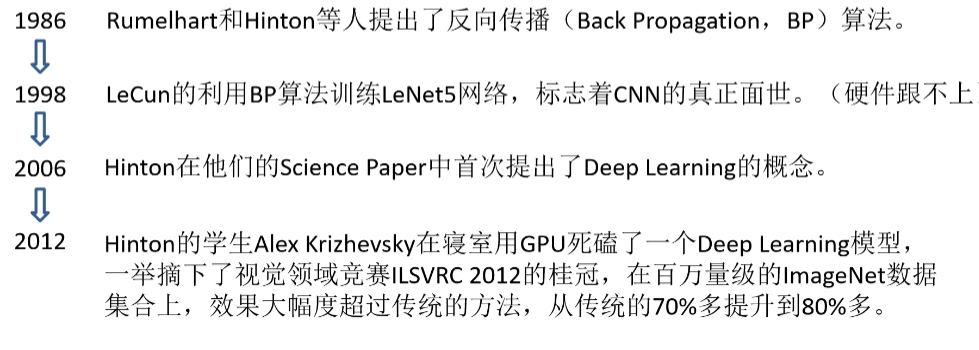 1986 Rumelhart和Hinton等人提出了反向传播（Back Propagation，BP）算法。
1998 LeCun的利用BP算法训练LeNet5网络，标志着CNN的真正面世。（硬件跟不上）
2006 Hinton在他们的Science Paper中首次提出了Deep Learning的概念。
2012 Hinton的学生Alex Krizhevsky在寝室用GPU死磕了一个Deep Learning模型，
一举摘下了视觉领域竞赛ILSVRC 2012的桂冠，在百万量级的ImageNet数据
集合上，效果大幅度超过传统的方法，从传统的70%多提升到80%多。